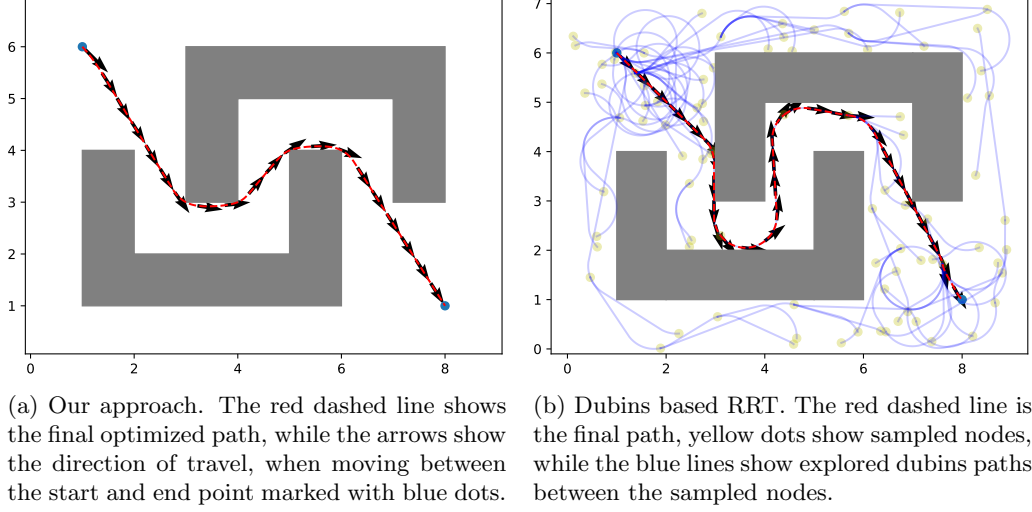 6
5
4
3
2
1
0 2 4 6 8
7
6
5
4
3
2
1
0
0 2 4 6 8
(a) Our approach. The red dashed line shows
the final optimized path, while the arrows show
the direction of travel, when moving between
the start and end point marked with blue dots.
(b) Dubins based RRT. The red dashed line is
the final path, yellow dots show sampled nodes,
while the blue lines show explored dubins paths
between the sampled nodes.